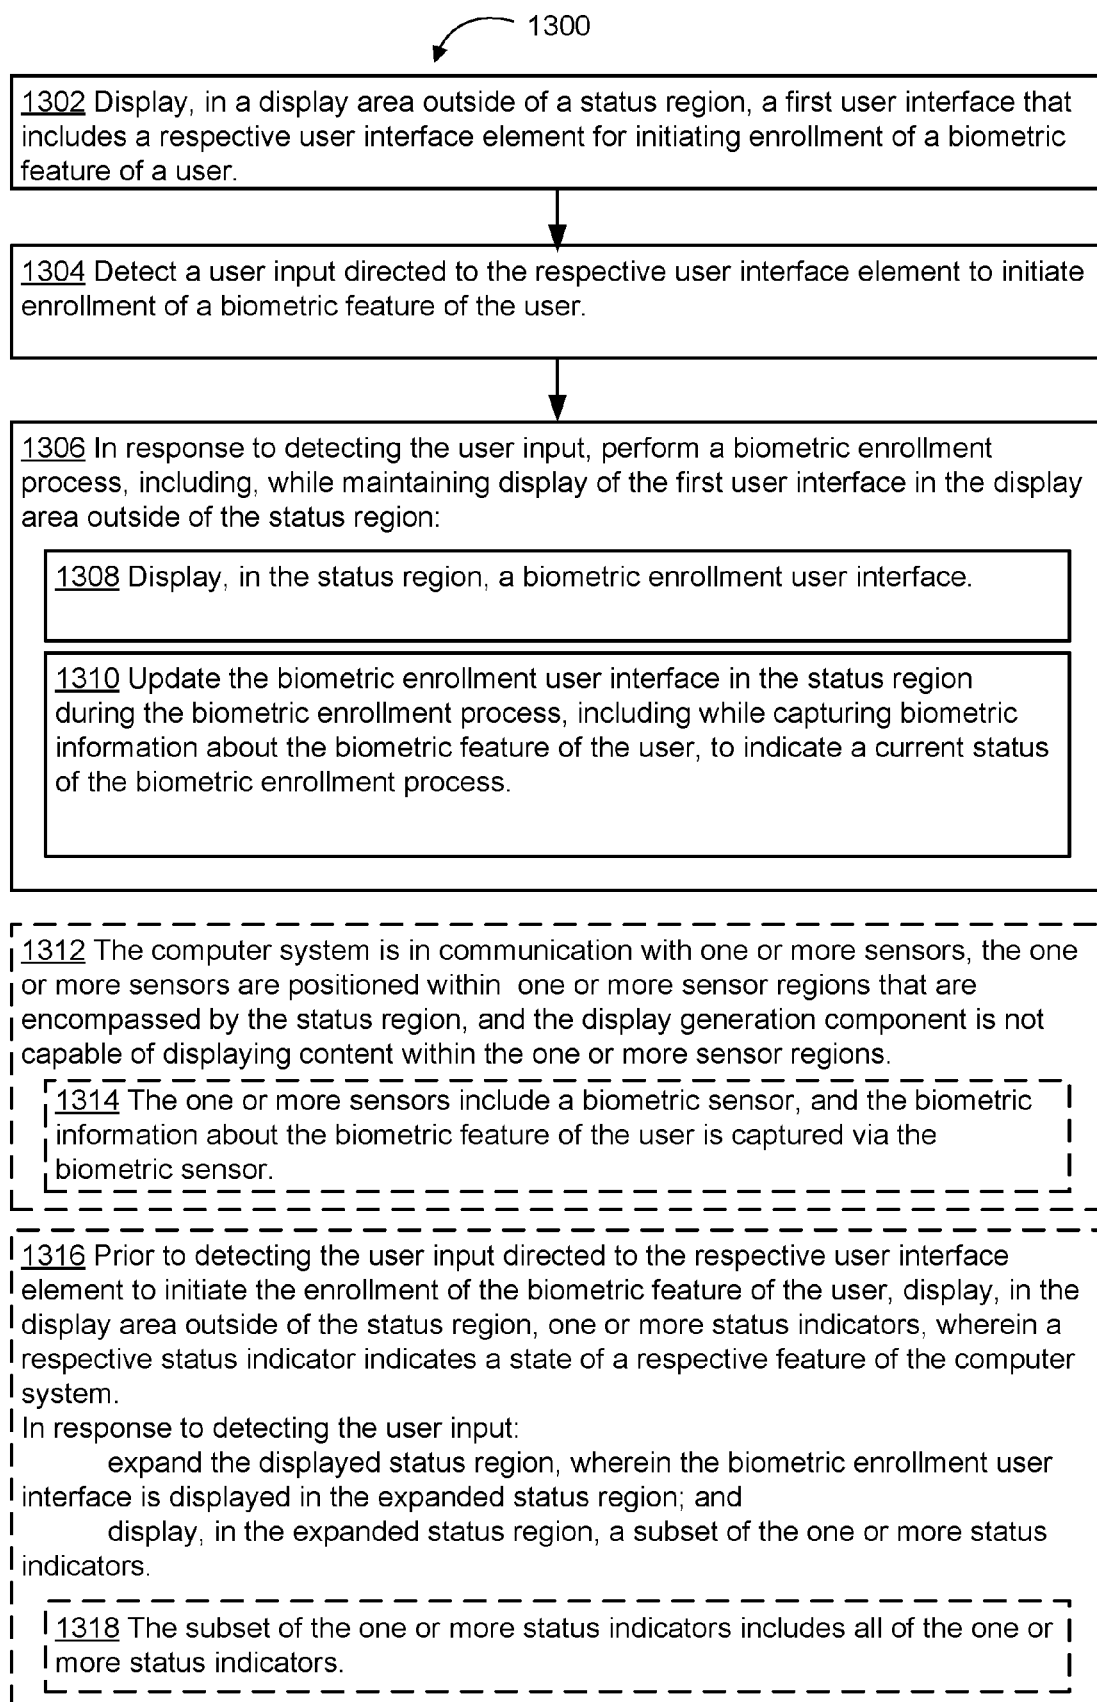 1300
1302 Display, in a display area outside of a status region, a first user interface that
includes a respective user interface element for initiating enrollment of a biometric
feature of a user.
1304 Detect a user input directed to the respective user interface element to initiate
enrollment of a biometric feature of the user.
1306 In response to detecting the user input, perform a biometric enrollment
process, including, while maintaining display of the first user interface in the display
area outside of the status region:
1308 Display, in the status region, a biometric enrollment user interface.
1310 Update the biometric enrollment user interface in the status region
during the biometric enrollment process, including while capturing biometric
information about the biometric feature of the user, to indicate a current status
of the biometric enrollment process.
1312 The computer system is in communication with one or more sensors, the one
or more sensors are positioned within one or more sensor regions that are
encompassed by the status region, and the display generation component is not
capable of displaying content within the one or more sensor regions.
1314 The one or more sensors include a biometric sensor, and the biometric
information about the biometric feature of the user is captured via the
biometric sensor.
1316 Prior to detecting the user input directed to the respective user interface
element to initiate the enrollment of the biometric feature of the user, display, in the
display area outside of the status region, one or more status indicators, wherein a
respective status indicator indicates a state of a respective feature of the computer
system.
In response to detecting the user input:
expand the displayed status region, wherein the biometric enrollment user
interface is displayed in the expanded status region; and
display, in the expanded status region, a subset of the one or more status
indicators.
1318 The subset of the one or more status indicators includes all of the one or
more status indicators.